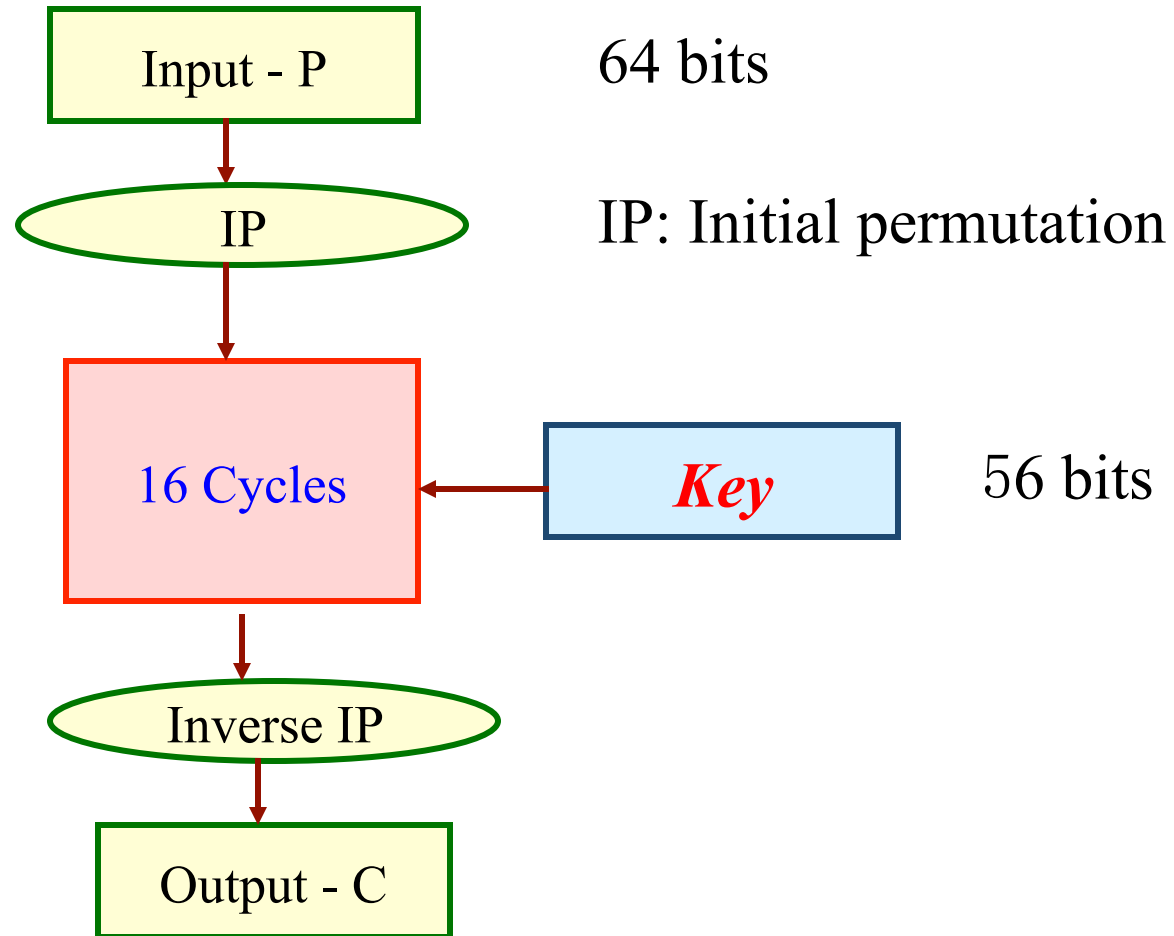 Input - P
64 bits
IP
IP: Initial permutation
16 Cycles
Key
56 bits
Inverse IP
Output - C